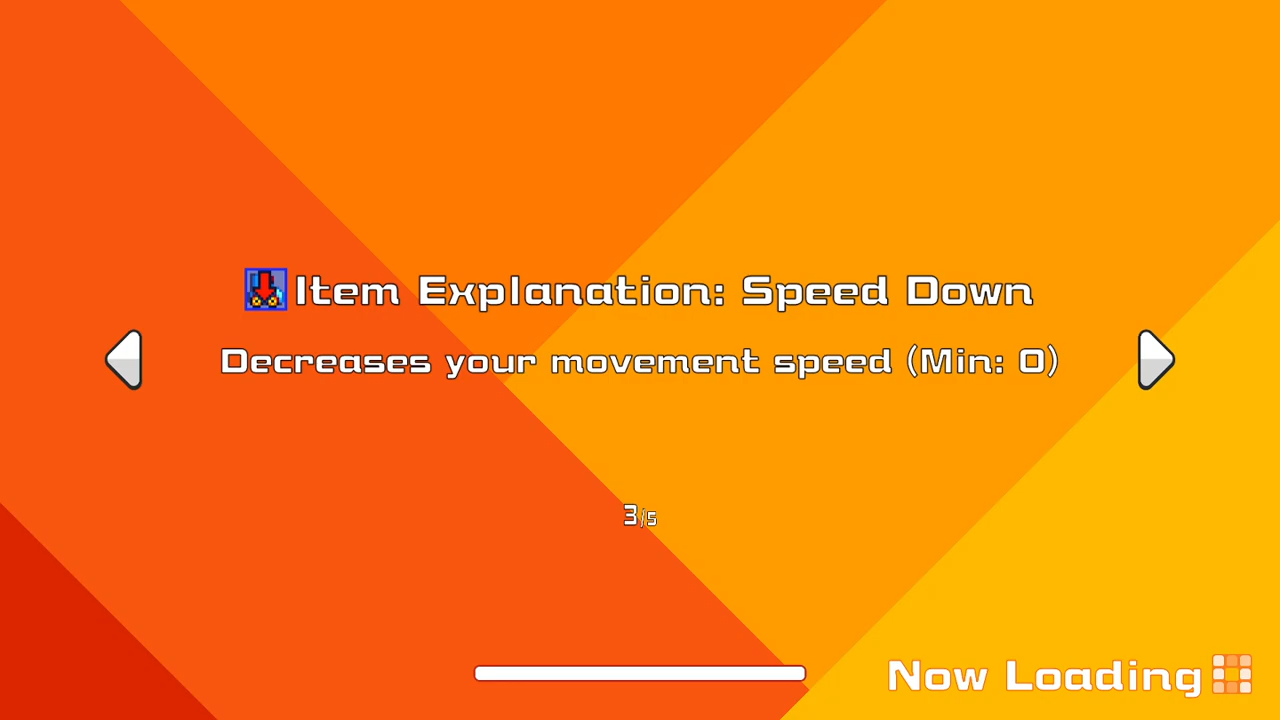 Item Explanation: Speed Down
Decreases your movement speed (Min: 0)
3/5
Now Loading